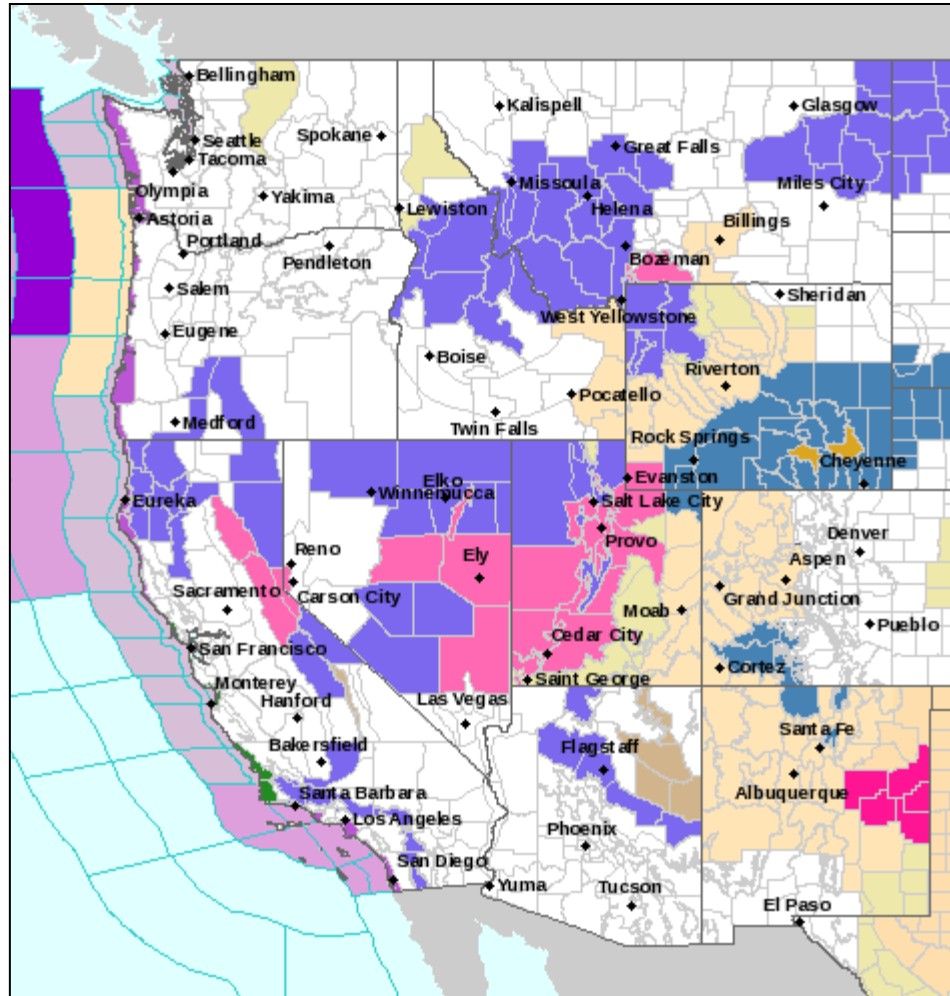 Bellingham
Kalispell
Glasgow
Seattle
Spokane
Great Falls
Tacoma
Missoula
Miles City
Olympia
Yakima
Lewiston
Helena
Astoria
Billings
Portland
Pendleton
Bozeman
Salem
Sheridan
West Yellowstone
Eugene
Boise
Riverton
Pocatello
Medford
Twin Falls
Rock Springs
Cheyenne
Elko
Evanston
Winnemucca
Eureka
Salt Lake City
Provo
Denver
Reno
Ely
Aspen
Sacramento
Carson City
Grand Junction
Moab
Pueblo
Cedar City
San Francisco
Cortez
Saint George
Monterey
Hanford
Las Vegas
Santa Fe
Bakersfield
Flagstaff
Albuquerque
Santa Barbara
Los Angeles
Phoenix
San Diego
Yuma
Tucson
El Paso